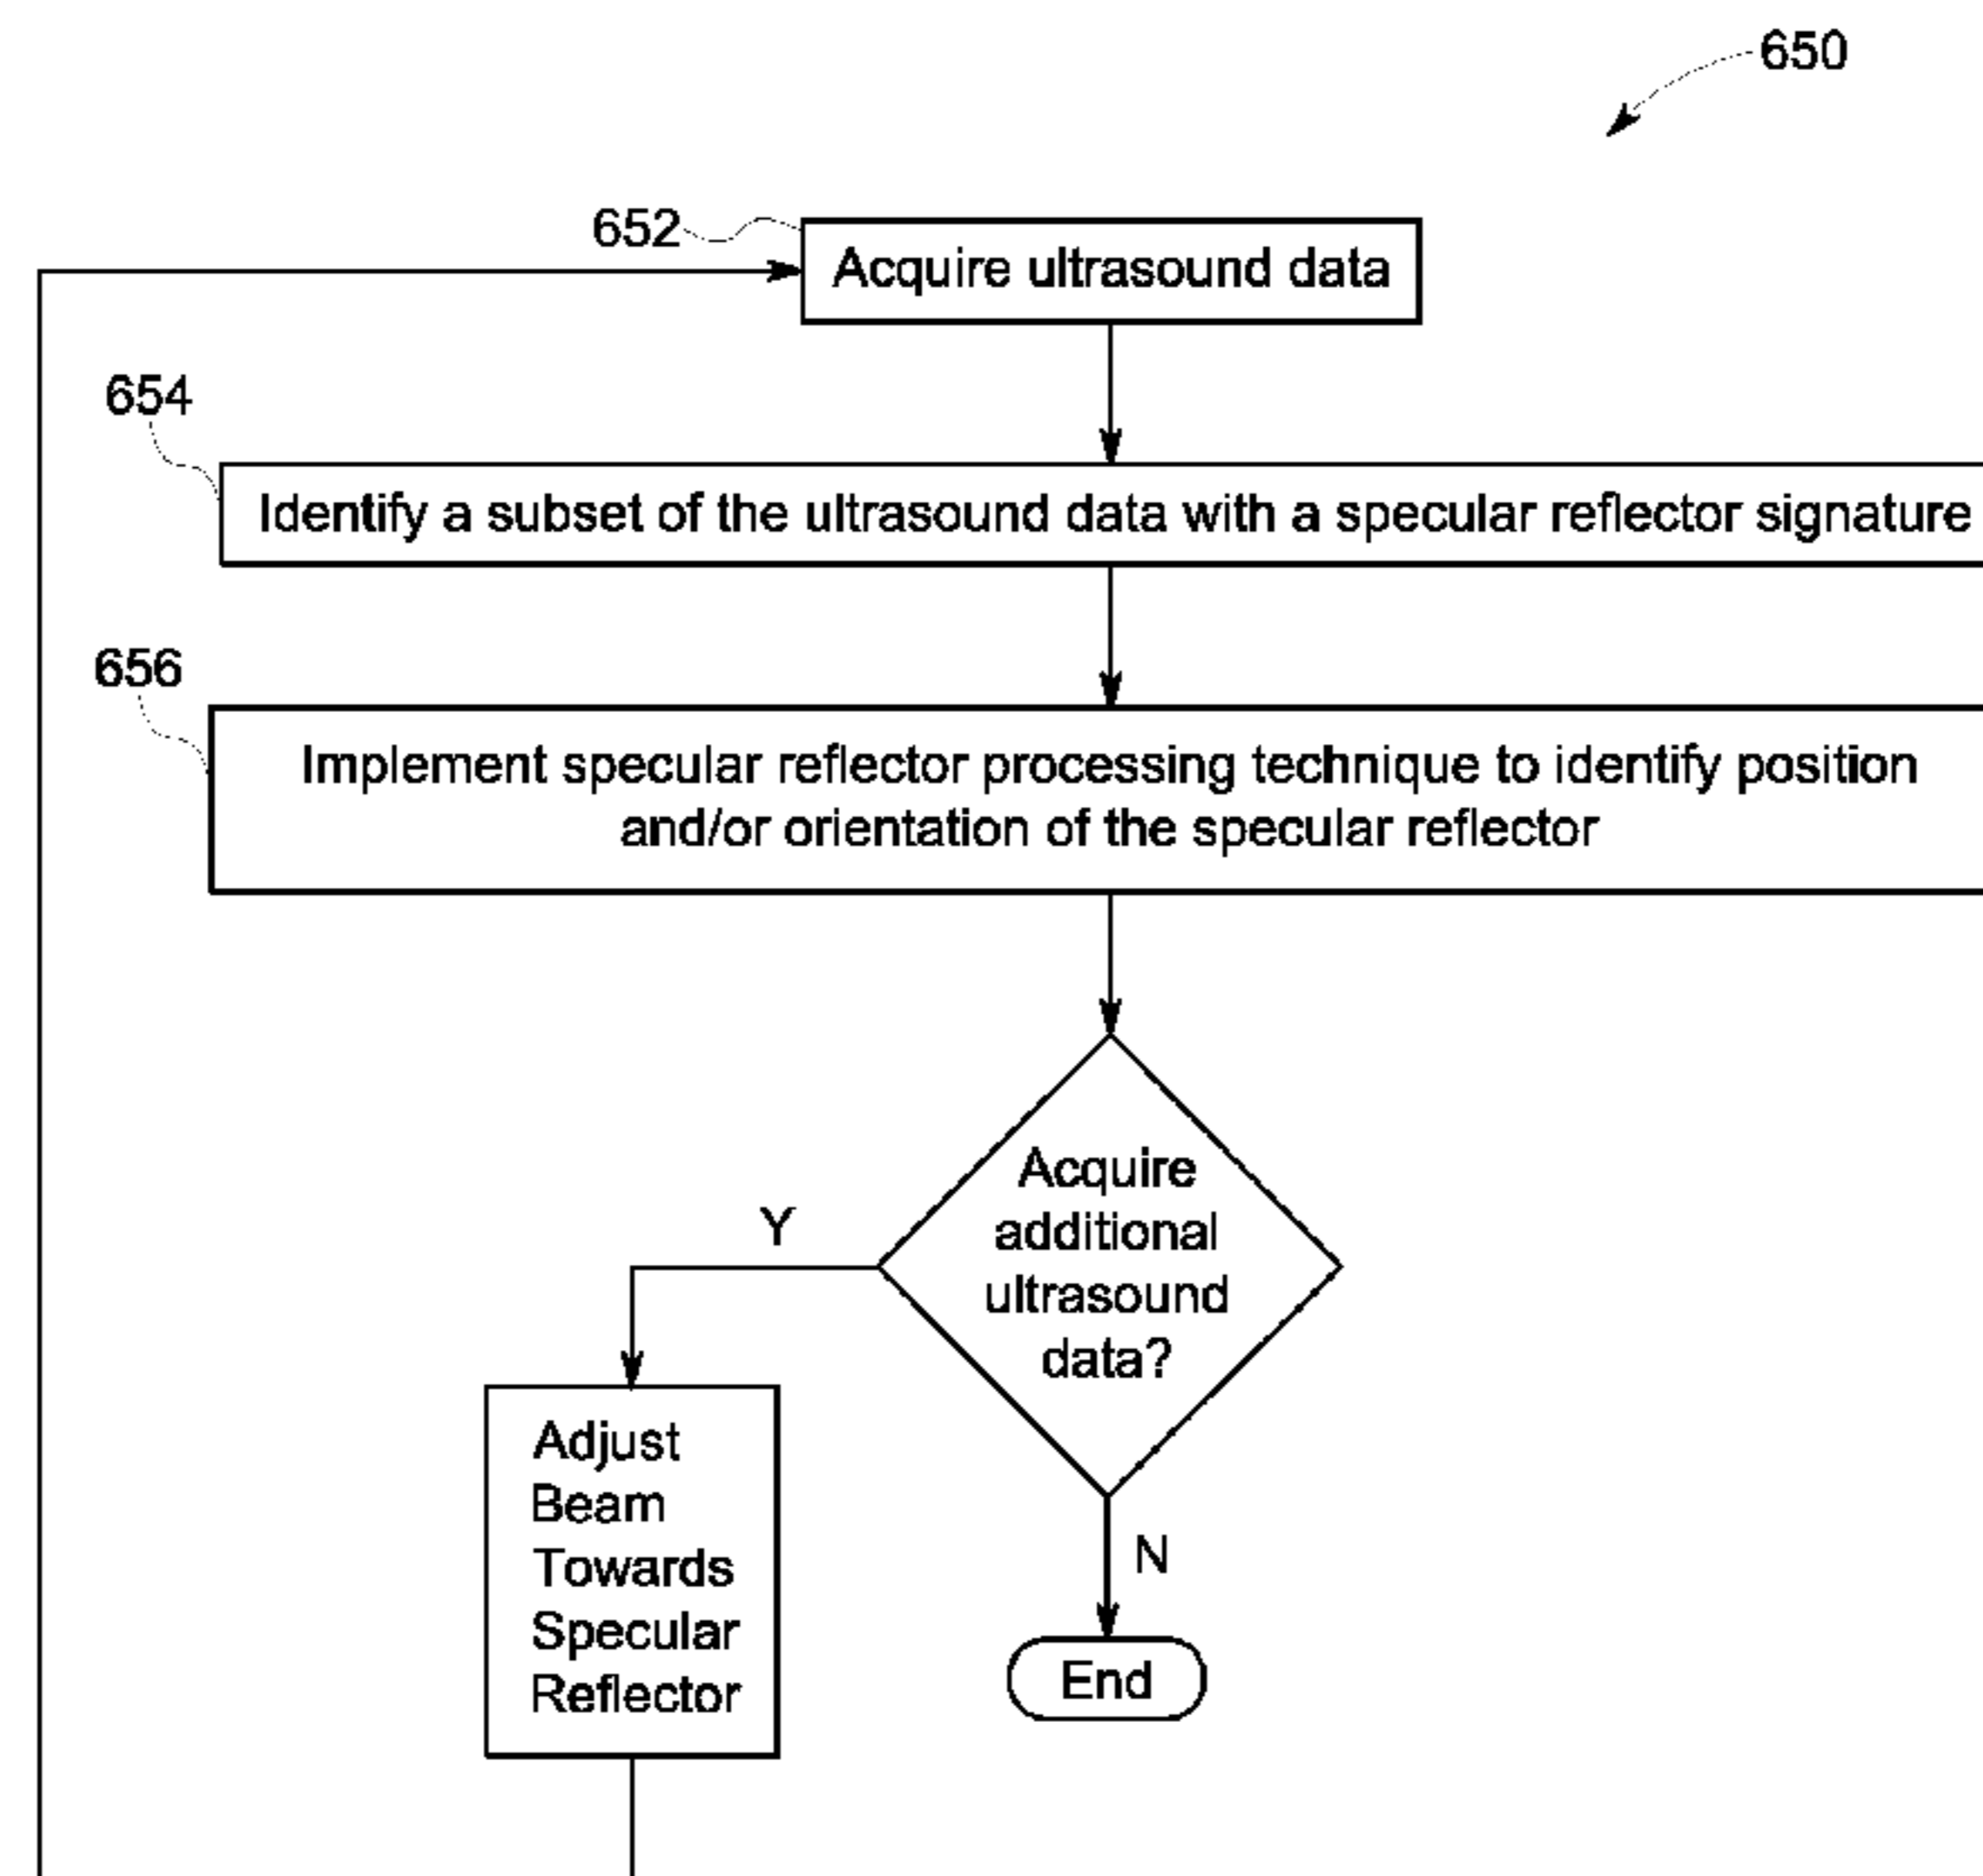 650
652
Acquire ultrasound data
654
Identify a subset of the ultrasound data with a specular reflector signature
656
Implement specular reflector processing technique to identify position
and/or orientation of the specular reflector
Acquire
additional
ultrasound
data?
Y
N
Adjust
Beam
Towards
Specular
Reflector
End